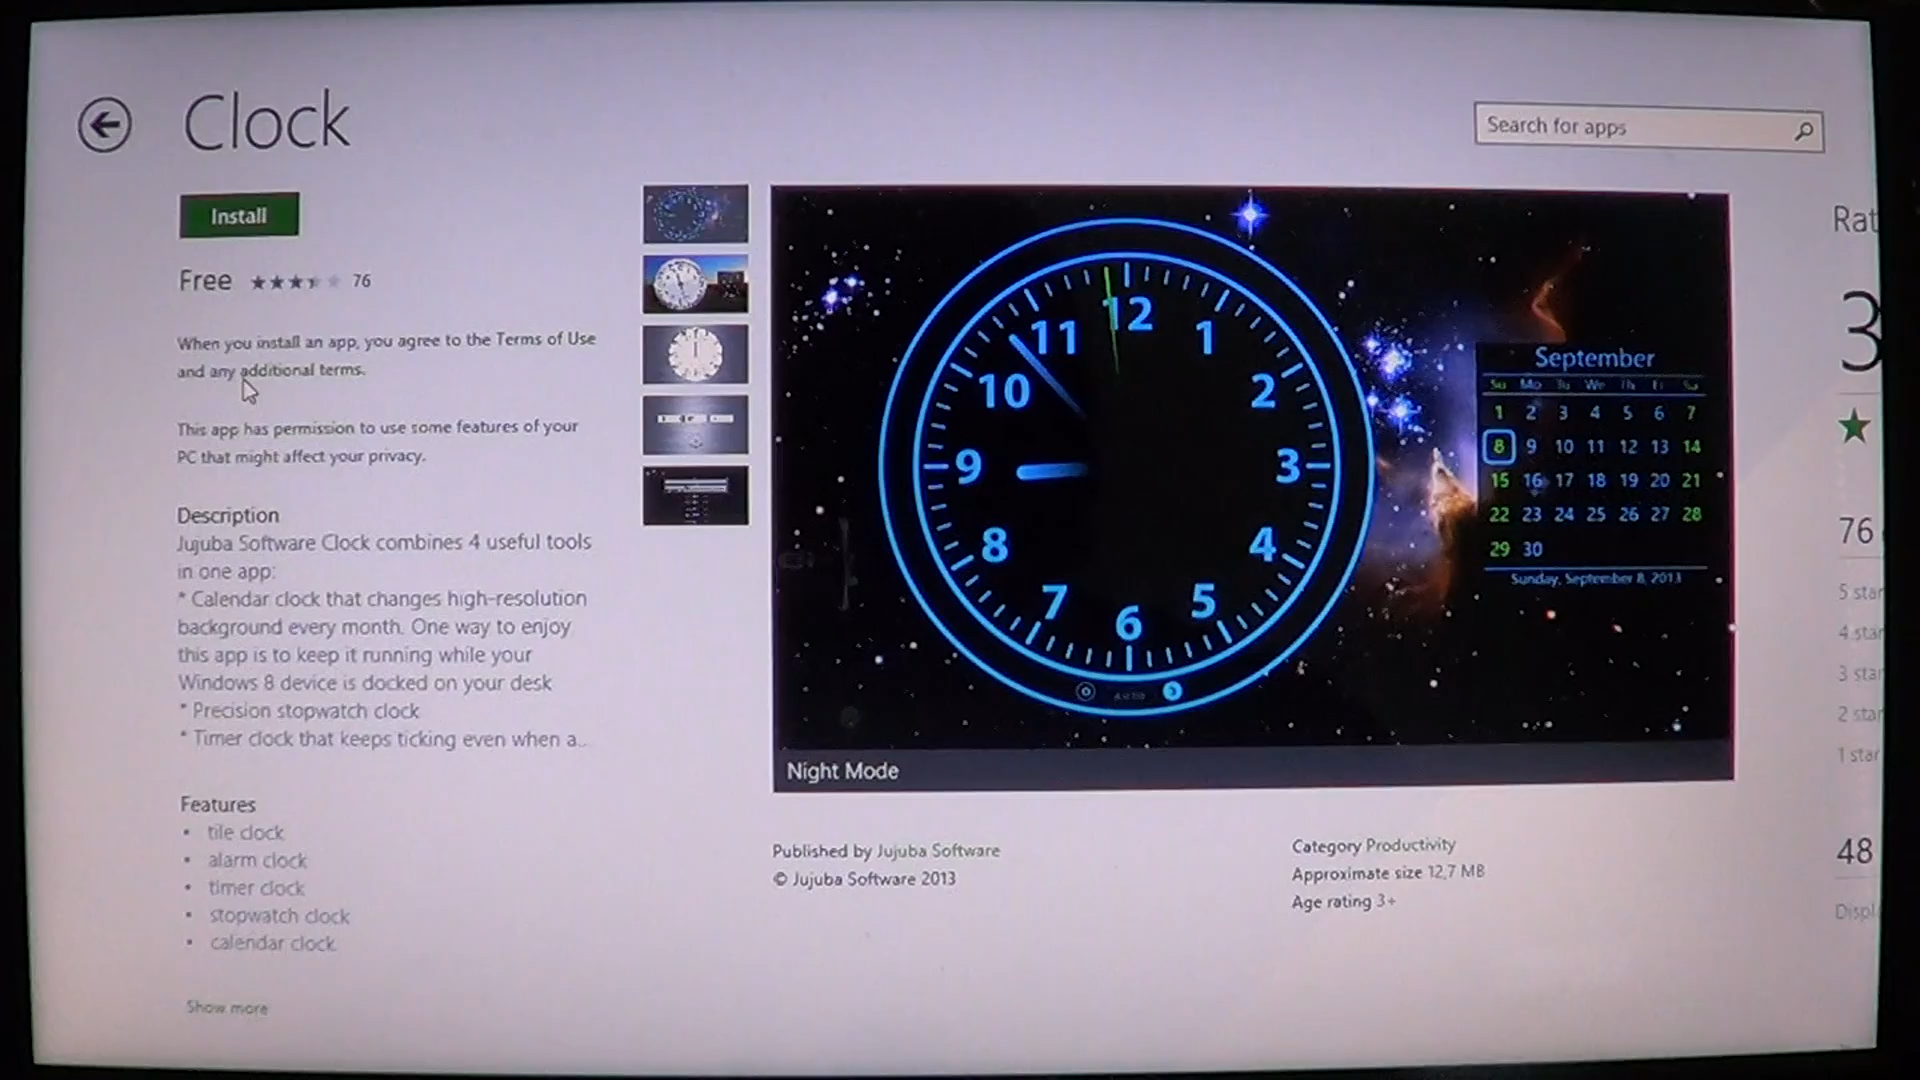 Clock
Search for apps
Install
Free
76
When you install an app, you agree to the Terms of Use
and any additional terms.
This app has permission to use some features of your
PC that might affect your privacy.
Description
Jujuba Software Clock combines 4 useful tools
in one app:
* Calendar clock that changes high-resolution
background every month. One way to enjoy
this app is to keep it running while your
Windows 8 device is docked on your desk
* Precision stopwatch clock
* Timer clock that keeps ticking even when a...
Features
• tile clock
• alarm clock
• timer clock
• stopwatch clock
• calendar clock
Show more
12
1
2
3
4
5
6
7
8
9
10
11
September
Su Mo Tu We Th Fr Sa
1 2 3 4 5 6 7
8 9 10 11 12 13 14
15 16 17 18 19 20 21
22 23 24 25 26 27 28
29 30
Sunday, September 8, 2013
Night Mode
Published by Jujuba Software
© Jujuba Software 2013
Category Productivity
Approximate size 12,7 MB
Age rating 3+
Rat
3
76
5 star
4 star
3 star
2 star
1 star
48
Displ